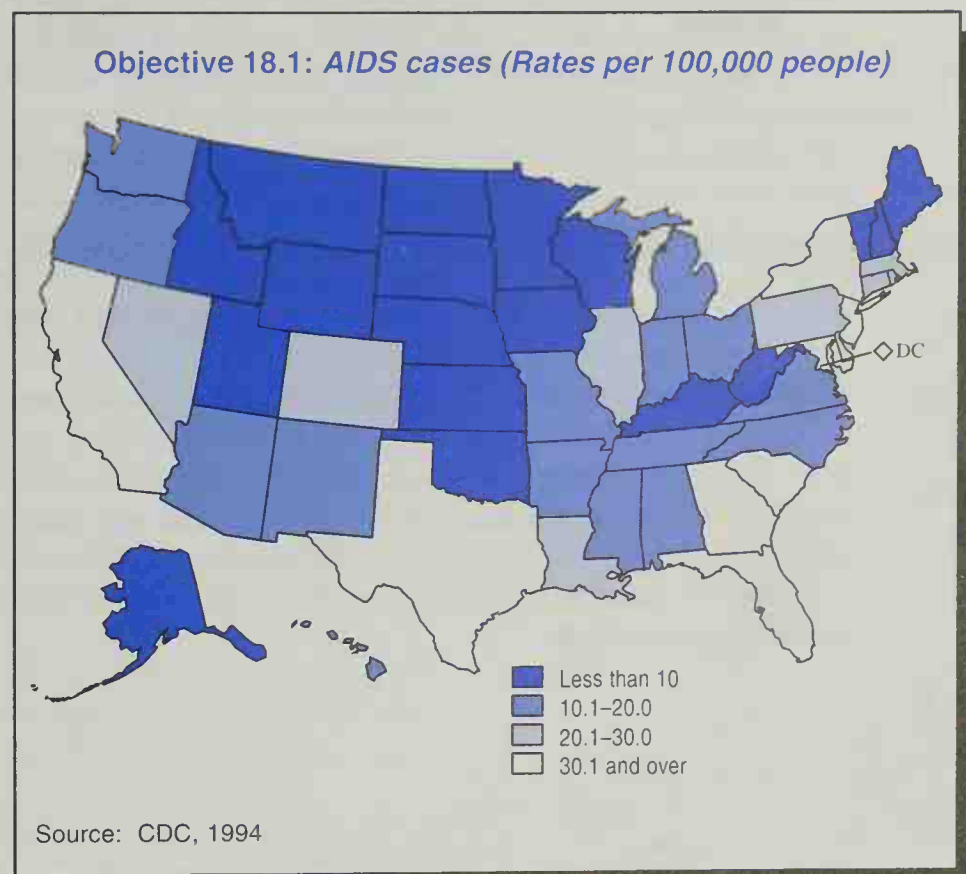 Objective 18.1: AIDS cases (Rates per 100,000 people)
DC
Less than 10
10.1–20.0
20.1–30.0
30.1 and over
Source: CDC, 1994